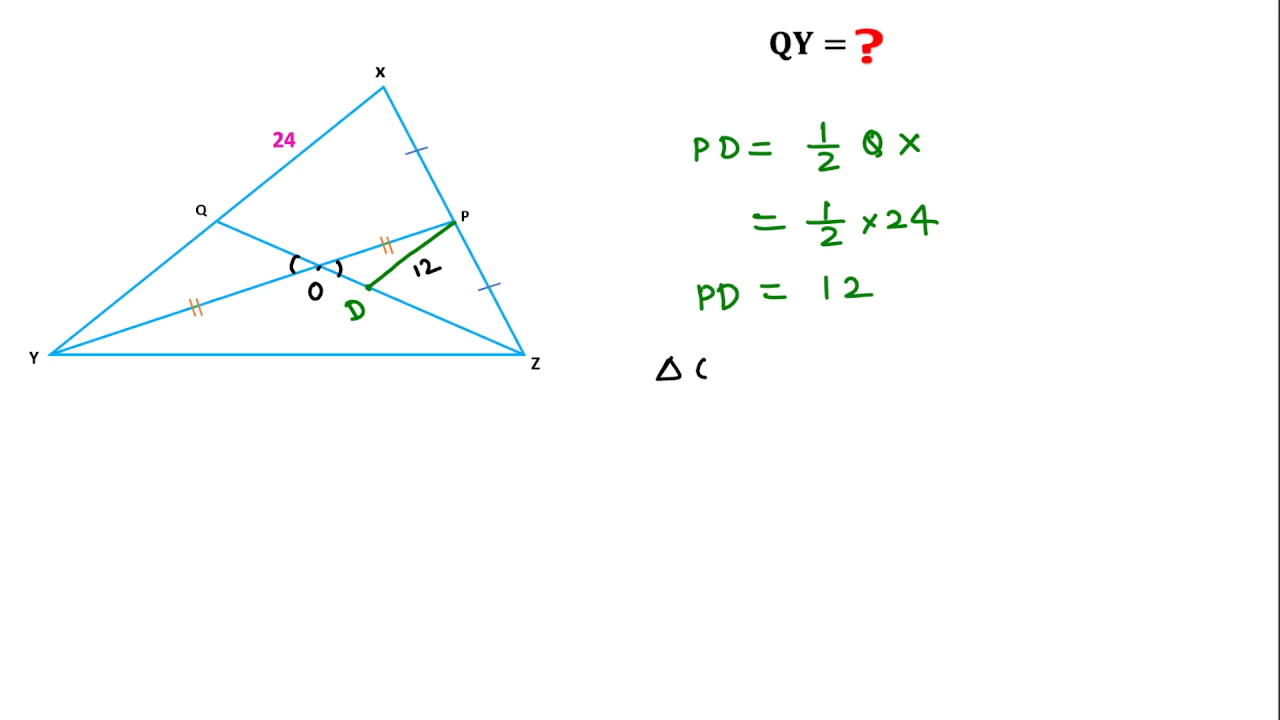 QY = ?
X
24
Q
P
12
O
D
Y
Z
PD = 1/2 QX
= 1/2 × 24
PD = 12
Δ (